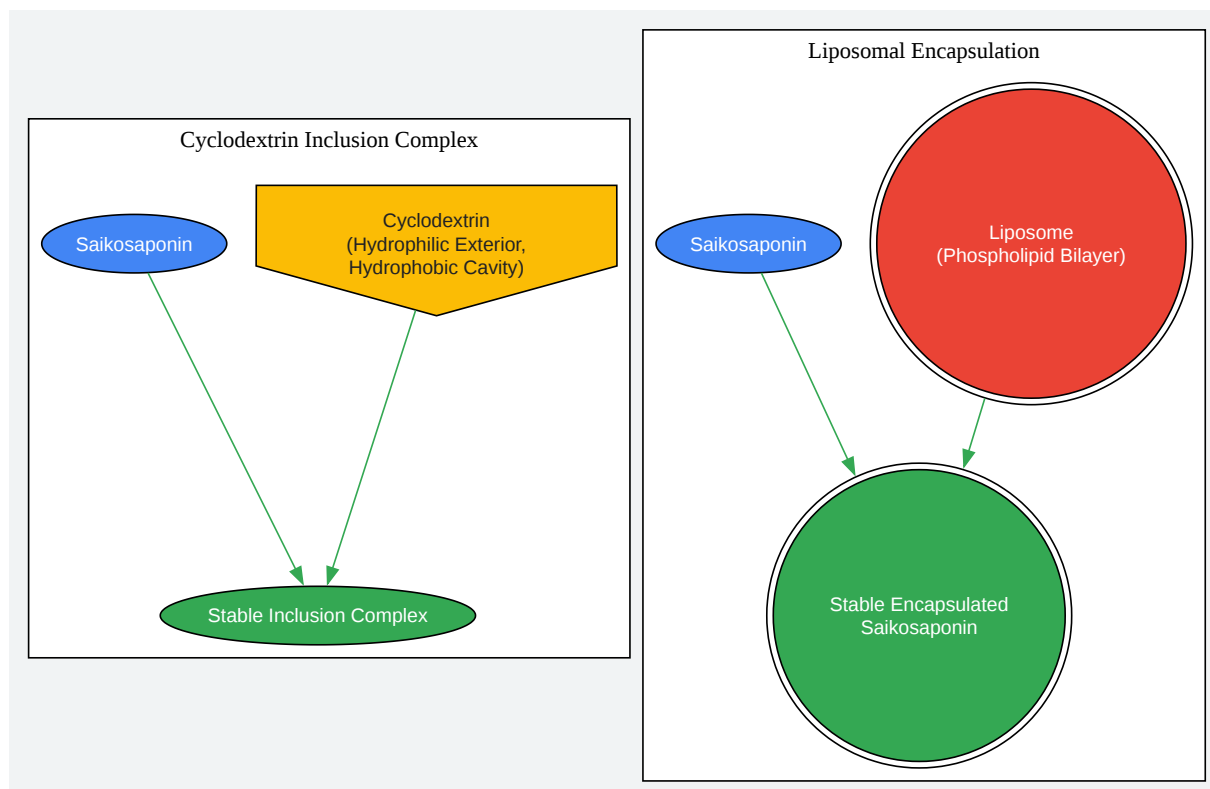 Cyclodextrin Inclusion Complex
Saikosaponin
Cyclodextrin
(Hydrophilic Exterior,
Hydrophobic Cavity)
Stable Inclusion Complex
Liposomal Encapsulation
Saikosaponin
Liposome
(Phospholipid Bilayer)
Stable Encapsulated
Saikosaponin